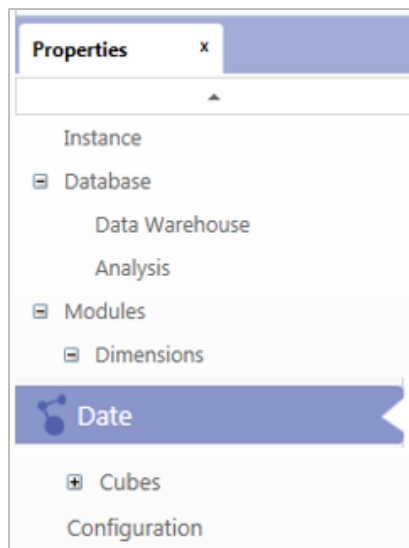 Properties x
Instance
Database
Data Warehouse
Analysis
Modules
Dimensions
Date
Cubes
Configuration